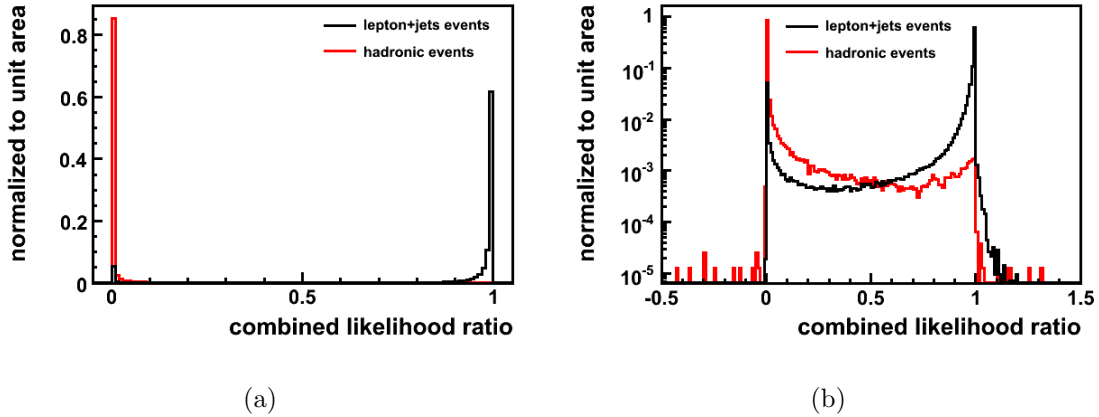 normalized to unit area
0.8
0.6
0.4
0.2
0
lepton+jets events
hadronic events
0
0.5
1
combined likelihood ratio
(a)
normalized to unit area
1
10^-1
10^-2
10^-3
10^-4
10^-5
lepton+jets events
hadronic events
-0.5
0
0.5
1
1.5
combined likelihood ratio
(b)